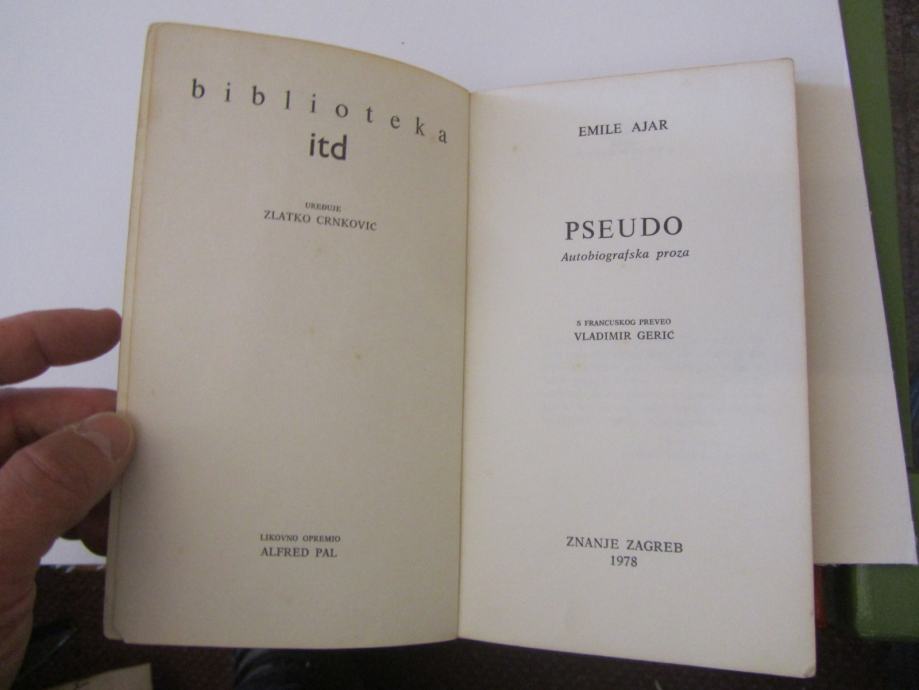 biblioteka
itd
UREĐUJE
ZLATKO CRNKOVIĆ
LIKOVNO OPREMIO
ALFRED PAL
EMILE AJAR
PSEUDO
Autobiografska proza
S FRANCUSKOG PREVEO
VLADIMIR GERIĆ
ZNANJE ZAGREB
1978